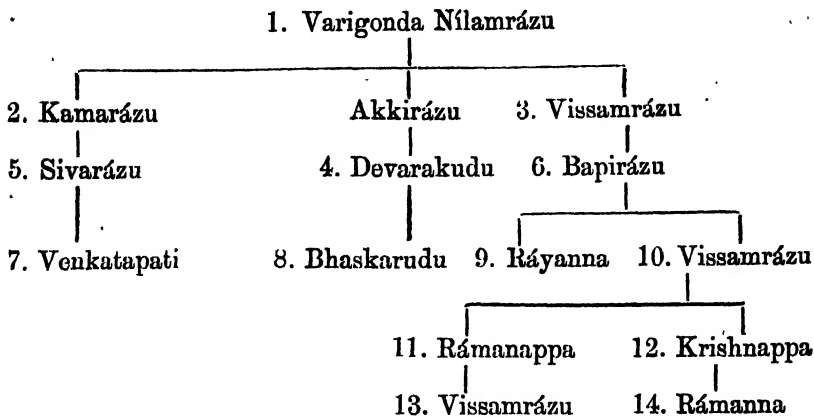 1. Varigonda Nílamrázu
2. Kamarázu Akkirázu 3. Vissamrázu
5. Sivarázu 4. Devarakudu 6. Bapirázu
7. Venkatapati 8. Bhaskarudu 9. Ráyanna 10. Vissamrázu
11. Rámanappa 12. Krishnappa
13. Vissamrázu 14. Rámanna